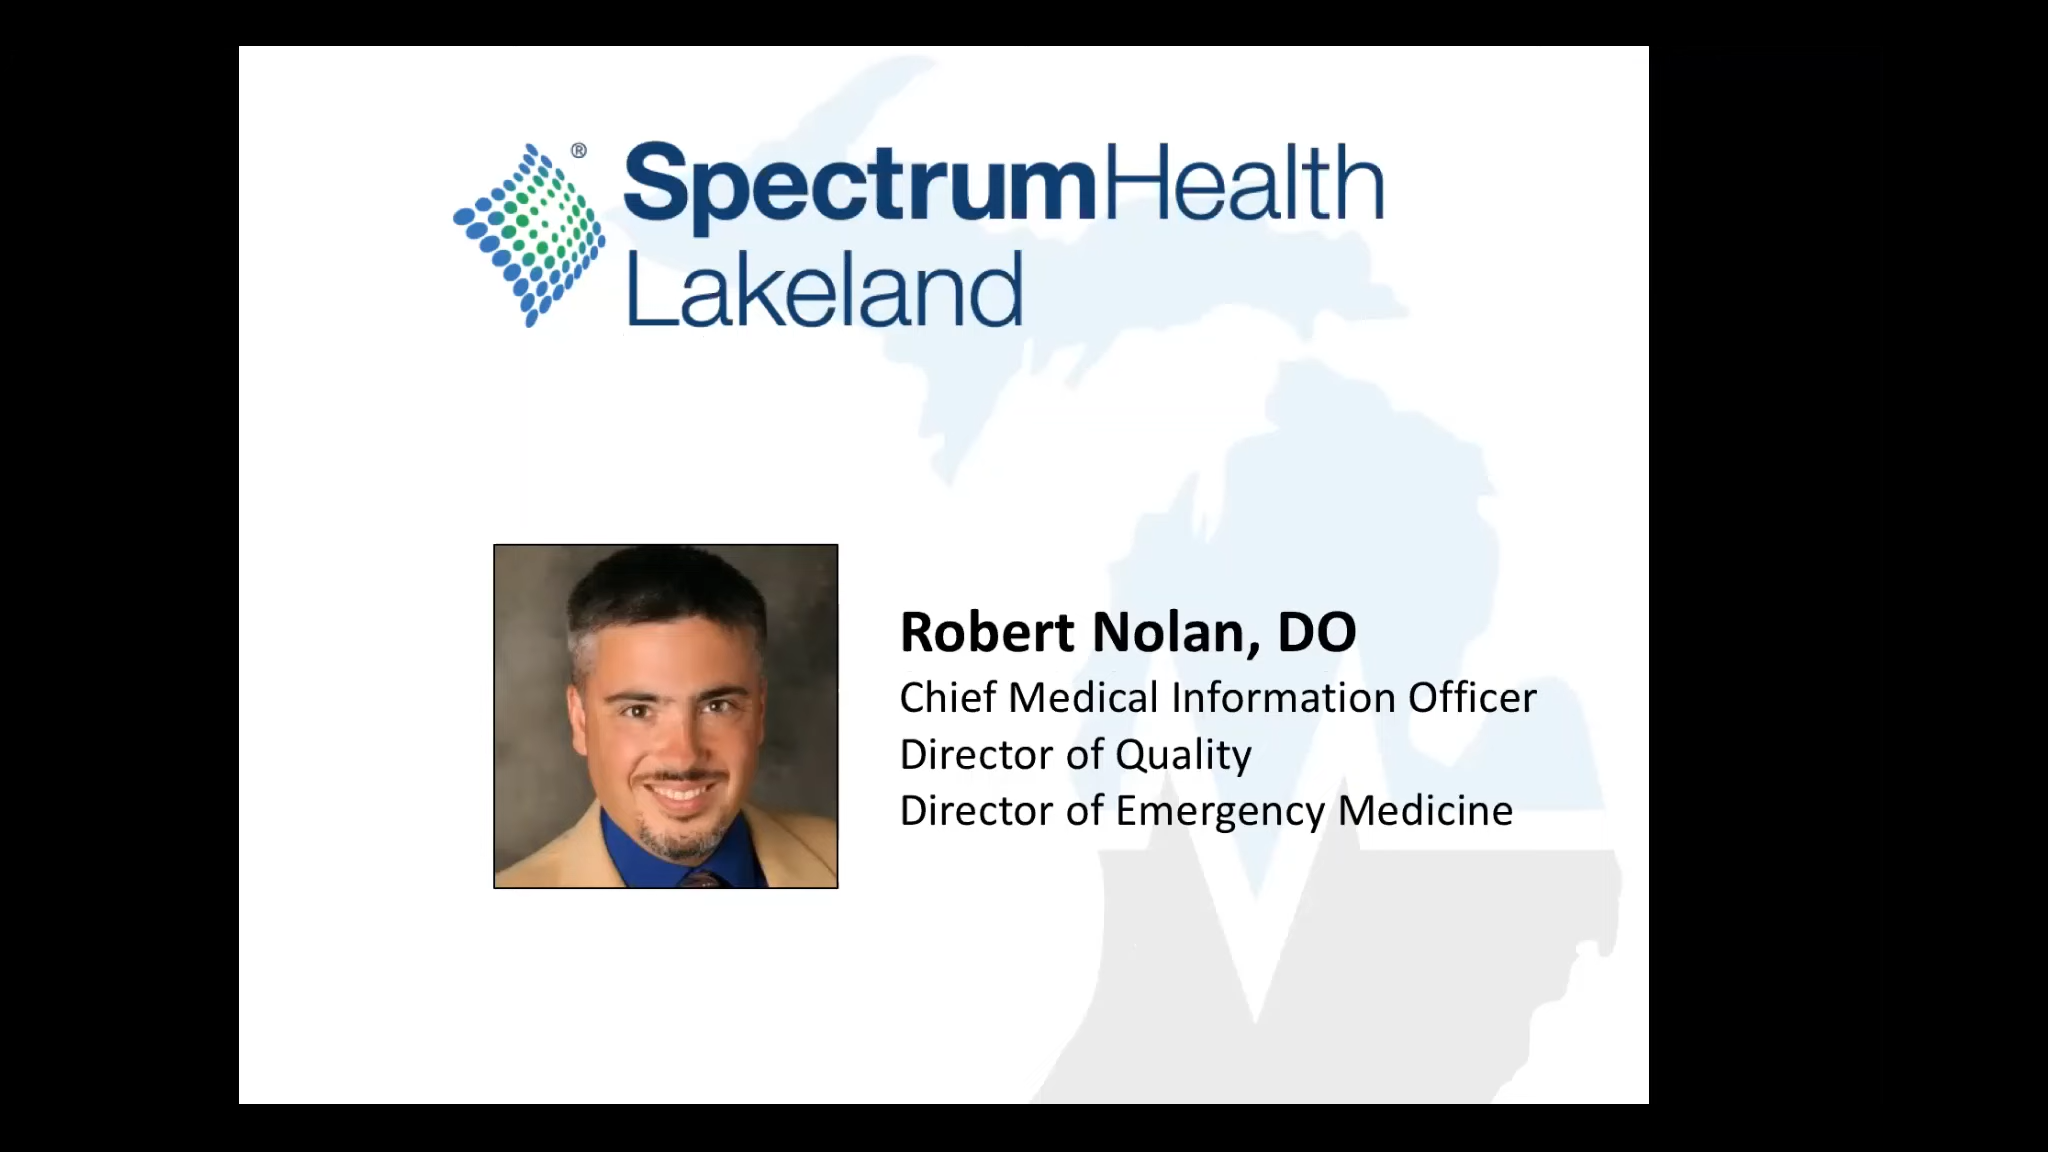 SpectrumHealth
Lakeland
Robert Nolan, DO
Chief Medical Information Officer
Director of Quality
Director of Emergency Medicine